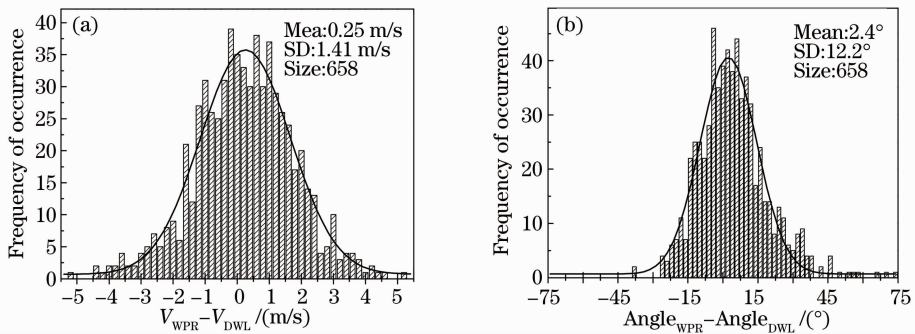 (a)
Mea:0.25 m/s
SD:1.41 m/s
Size:658
Frequency of occurrence
40
35
30
25
20
15
10
5
0
−5 −4 −3 −2 −1 0 1 2 3 4 5
V_WPR−V_DWL /(m/s)
(b)
Mean:2.4°
SD:12.2°
Size:658
Frequency of occurrence
40
30
20
10
0
−75 −45 −15 15 45 75
Angle_WPR−Angle_DWL /(°)